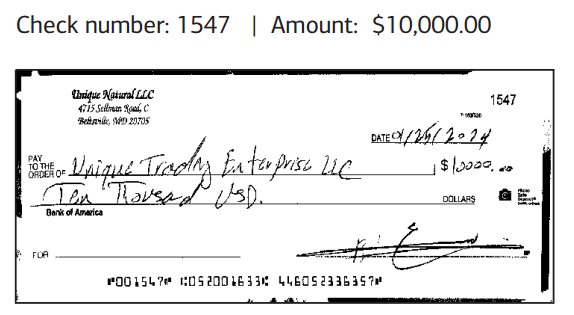 Check number: 1547 | Amount: $10,000.00
Unique Natural LLC
4715 Sellman Road, C
Beltsville, MD 20705
1547
DATE 01/25/2024
PAY TO THE ORDER OF Unique Trading Enterprise LLC $10000.00
Ten Thousand USD. DOLLARS
Bank of America
FOR
⑈001547⑈ ⑆052001633⑆ 446052336357⑈